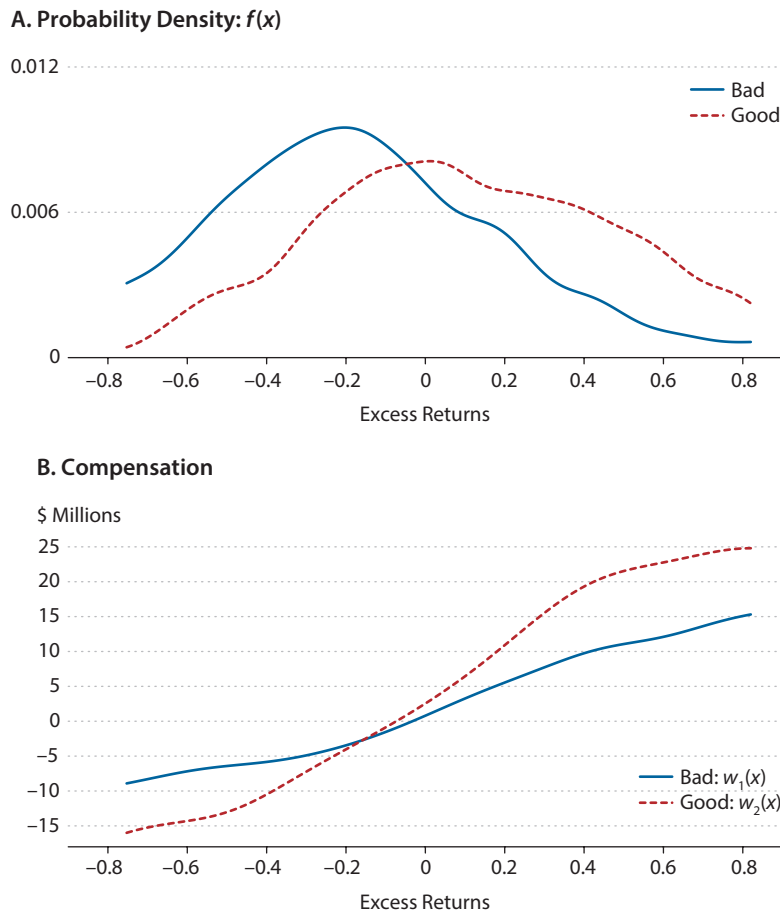 A. Probability Density: f(x)
0.012
Bad
Good
0.006
0
–0.8 –0.6 –0.4 –0.2 0 0.2 0.4 0.6 0.8
Excess Returns
B. Compensation
$ Millions
25
20
15
10
5
0
–5
Bad: w₁(x)
–10
Good: w₂(x)
–15
–0.8 –0.6 –0.4 –0.2 0 0.2 0.4 0.6 0.8
Excess Returns